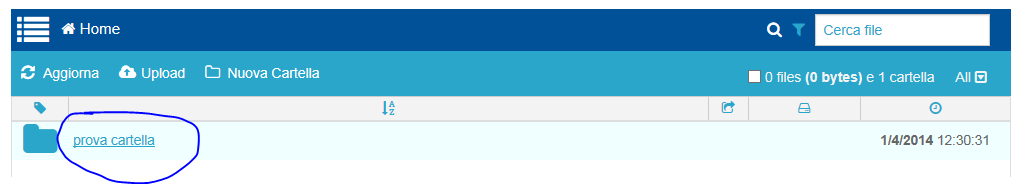 Home Cerca file
Aggiorna Upload Nuova Cartella 0 files (0 bytes) e 1 cartella All
A
Z
prova cartella 1/4/2014 12:30:31